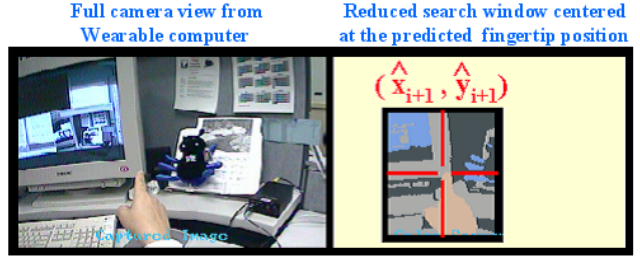 Full camera view from
Wearable computer
Reduced search window centered
at the predicted fingertip position
(x̂i+1 , ŷi+1)
Captured Image